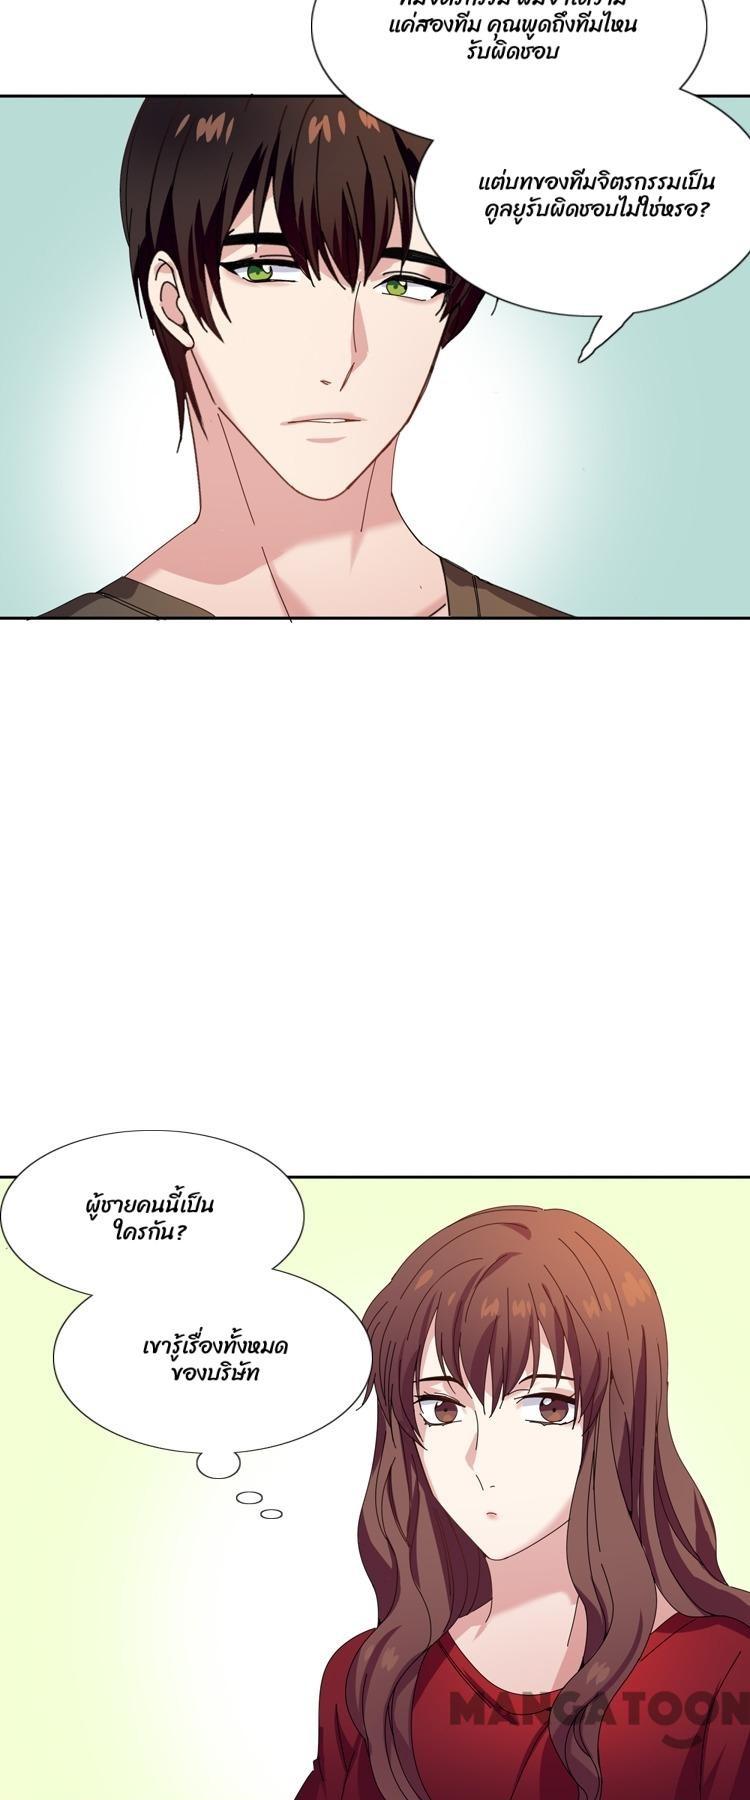 แค่สองทีม คุณพูดถึงทีมไหน
รับผิดชอบ
แต่บทของทีมจิตรกรรมเป็น
คูลยูรับผิดชอบไม่ใช่หรอ?
ผู้ชายคนนี้เป็น
ใครกัน?
เขารู้เรื่องทั้งหมด
ของบริษัท
MANGATOON